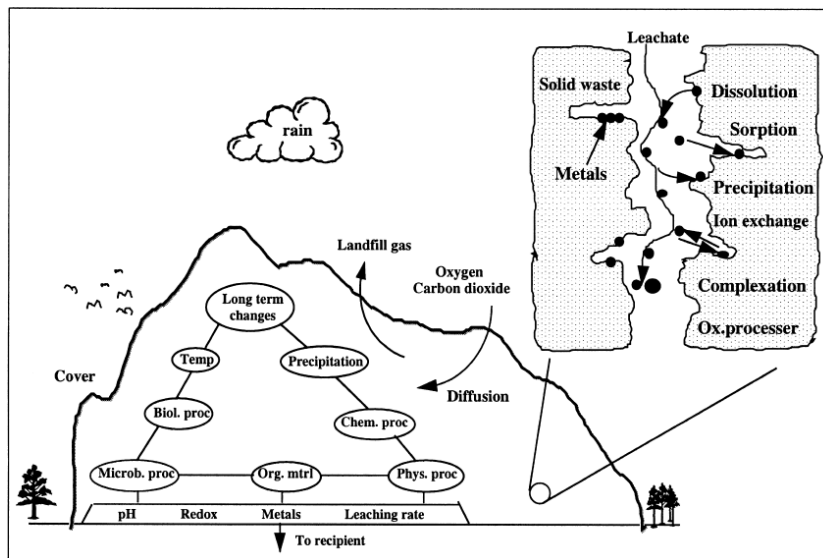 Leachate
Solid waste
Dissolution
rain
Sorption
Metals
Precipitation
Ion exchange
Landfill gas
Oxygen
Carbon dioxide
Complexation
Long term
changes
Ox.processer
Temp
Precipitation
Cover
Diffusion
Biol. proc
Chem. proc
Microb. proc
Org. mtrl
Phys. proc
pH Redox Metals Leaching rate
To recipient